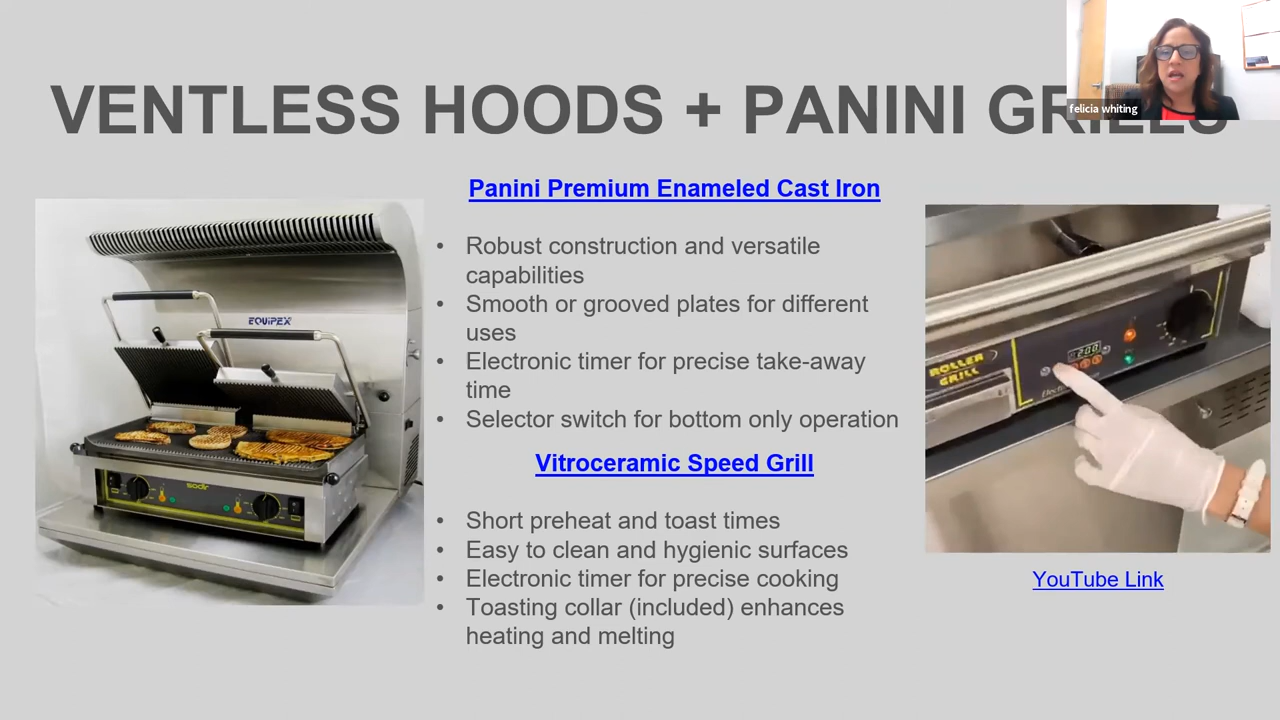 VENTLESS HOODS + PANINI GRILLS
felicia whiting
Panini Premium Enameled Cast Iron
• Robust construction and versatile
capabilities
• Smooth or grooved plates for different
uses
• Electronic timer for precise take-away
time
• Selector switch for bottom only operation
Vitroceramic Speed Grill
• Short preheat and toast times
• Easy to clean and hygienic surfaces
• Electronic timer for precise cooking
• Toasting collar (included) enhances
heating and melting
EQUIPEX
sodir
ROLLER
GRILL
200
YouTube Link